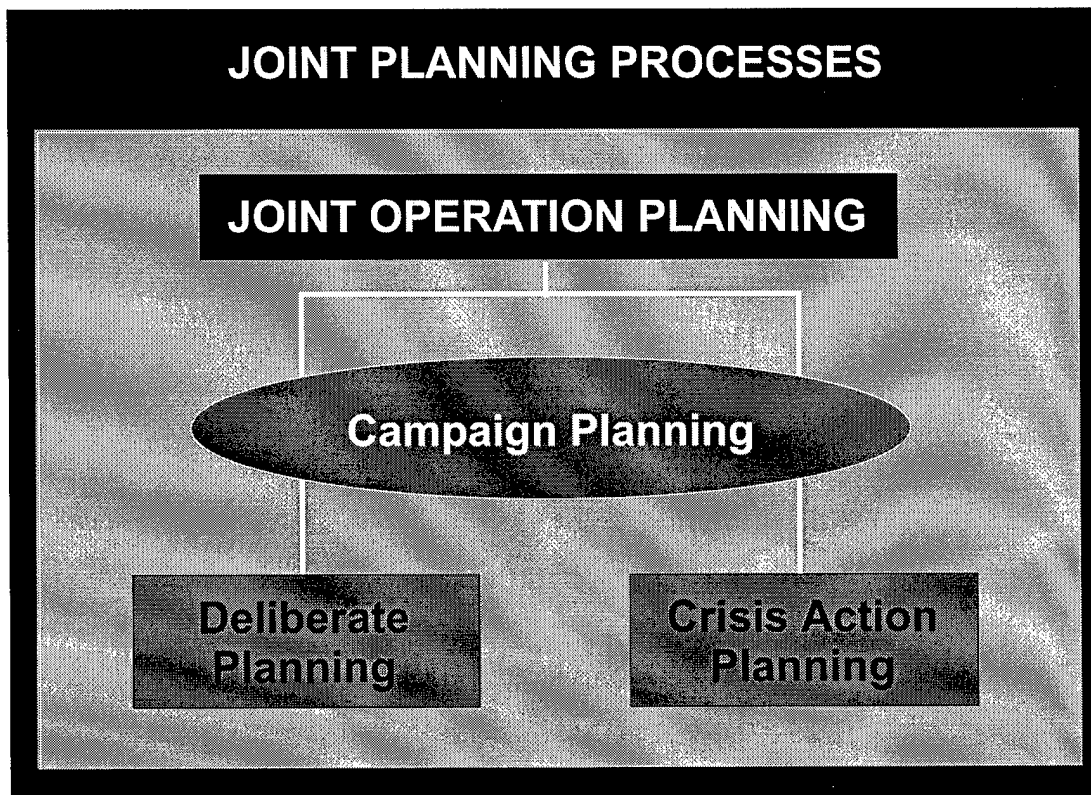 JOINT PLANNING PROCESSES
JOINT OPERATION PLANNING
Campaign Planning
Deliberate
Planning
Crisis Action
Planning